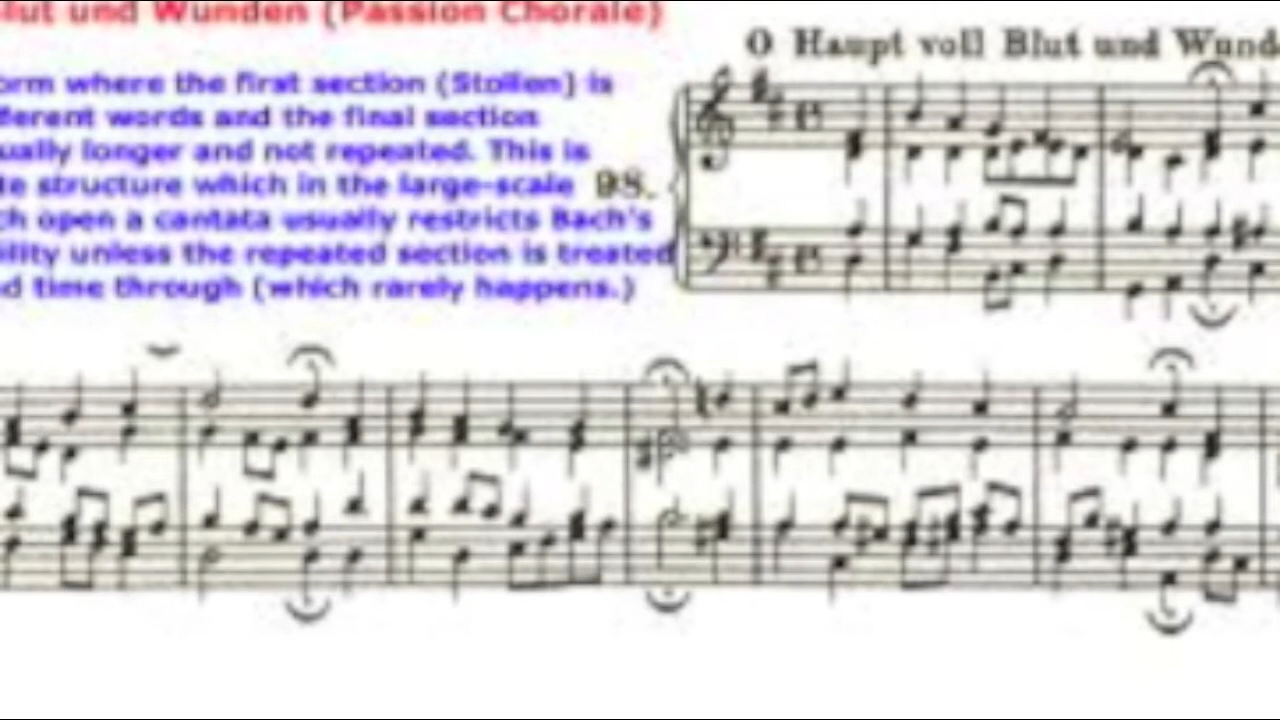 lut und Wunden (Passion Chorale)
orm where the first section (Stollen) is
fferent words and the final section
ually longer and not repeated. This is
te structure which in the large-scale
ch open a cantata usually restricts Bach's
ility unless the repeated section is treated
d time through (which rarely happens.)
O Haupt voll Blut und Wund
98.